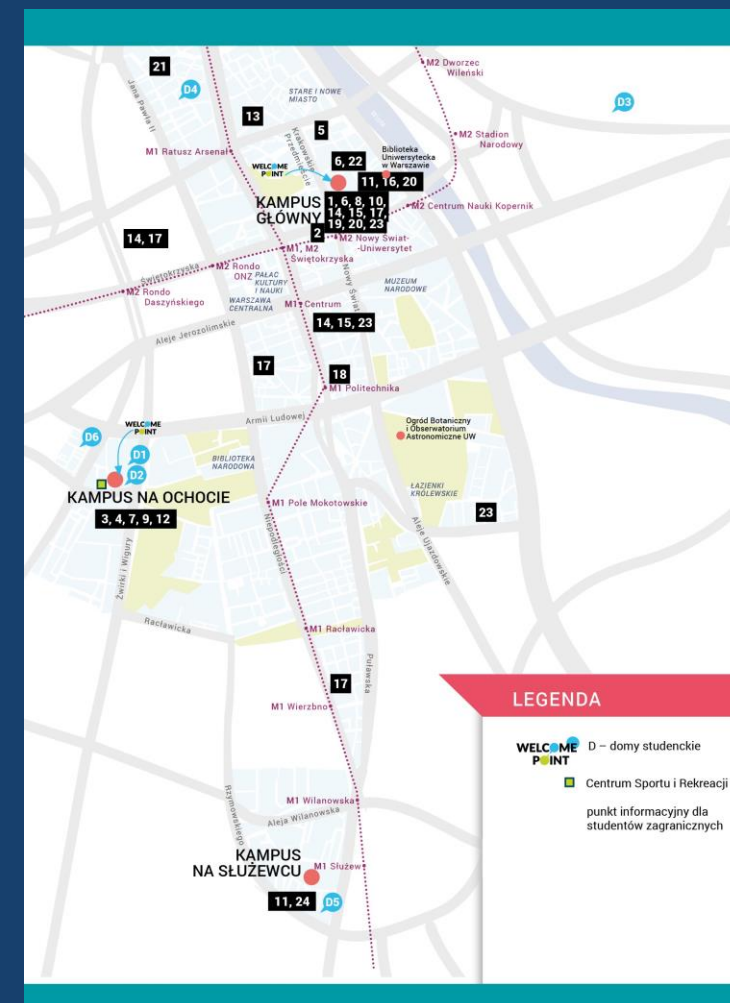 21
D4
Jana Pawła II
STARE I NOWE
MIASTO
M2 Dworzec
Wileński
D3
13
5
Krakowskie
Przedmieście
M1 Ratusz Arsenał
M2 Stadion
Narodowy
WELCOME
POINT
6, 22
Biblioteka
Uniwersytecka
w Warszawie
11, 16, 20
KAMPUS
GŁÓWNY
1, 6, 8, 10,
14, 15, 17,
19, 20, 23
M2 Centrum Nauki Kopernik
2
M2 Nowy Świat-
-Uniwersytet
14, 17
M1, M2
Świętokrzyska
Świętokrzyska
M2 Rondo
ONZ
PAŁAC
KULTURY
I NAUKI
Nowy Świat
M2 Rondo
Daszyńskiego
WARSZAWA
CENTRALNA
M1 Centrum
MUZEUM
NARODOWE
Aleje Jerozolimskie
14, 15, 23
17
18
M1 Politechnika
Armii Ludowej
WELCOME
POINT
D6
D1
D2
BIBLIOTEKA
NARODOWA
Ogród Botaniczny
i Obserwatorium
Astronomiczne UW
ŁAZIENKI
KRÓLEWSKIE
KAMPUS NA OCHOCIE
3, 4, 7, 9, 12
M1 Pole Mokotowskie
23
Niepodległości
Aleje Ujazdowskie
Żwirki i Wigury
Racławicka
M1 Racławicka
Puławska
17
M1 Wierzbno
Rzymowskiego
M1 Wilanowska
Aleja Wilanowska
KAMPUS
NA SŁUŻEWCU
M1 Służew
11, 24
D5
LEGENDA
WELCOME
POINT
D – domy studenckie
Centrum Sportu i Rekreacji
punkt informacyjny dla
studentów zagranicznych